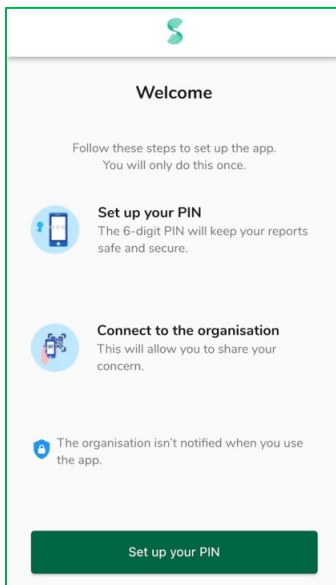 Welcome
Follow these steps to set up the app.
You will only do this once.
Set up your PIN
The 6-digit PIN will keep your reports
safe and secure.
Connect to the organisation
This will allow you to share your
concern.
The organisation isn't notified when you use
the app.
Set up your PIN